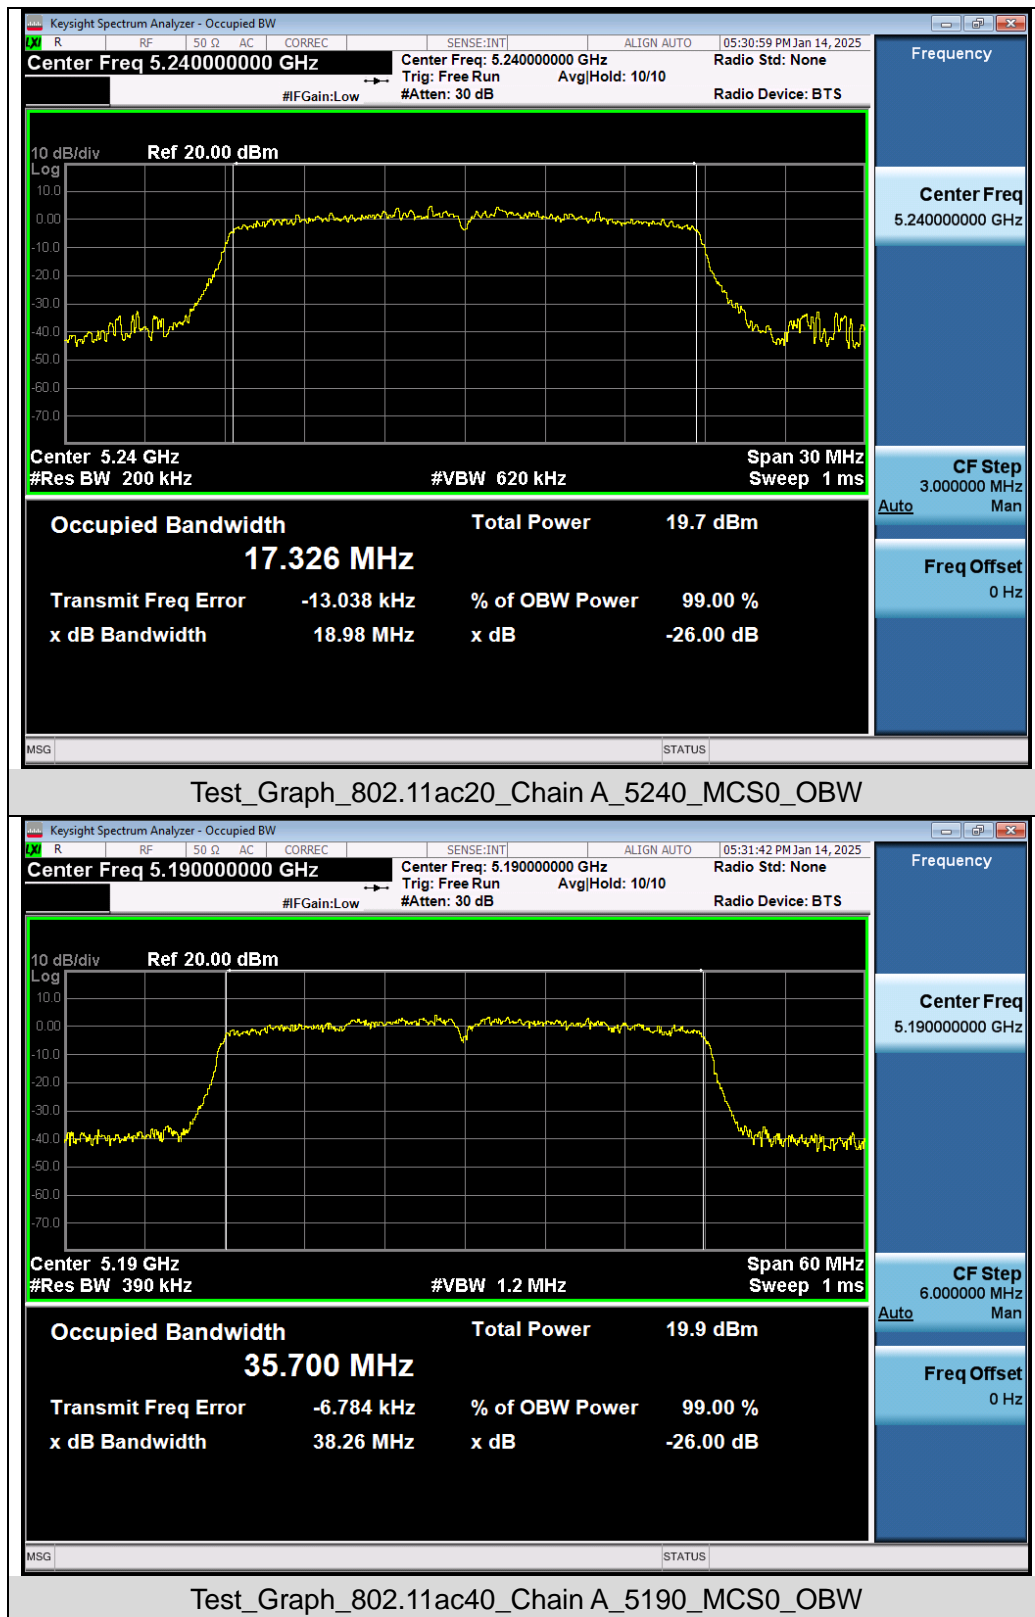 Keysight Spectrum Analyzer - Occupied BW
LXI R RF 50 Ω AC CORREC SENSE:INT ALIGN AUTO 05:30:59 PM Jan 14, 2025
Center Freq 5.240000000 GHz
Center Freq: 5.240000000 GHz Radio Std: None
Trig: Free Run Avg|Hold: 10/10
#IFGain:Low #Atten: 30 dB Radio Device: BTS
Frequency
10 dB/div Ref 20.00 dBm
Log
10.0
0.00
-10.0
-20.0
-30.0
-40.0
-50.0
-60.0
-70.0
Center 5.24 GHz Span 30 MHz
#Res BW 200 kHz #VBW 620 kHz Sweep 1 ms
Center Freq
5.240000000 GHz
CF Step
3.000000 MHz
Auto Man
Freq Offset
0 Hz
Occupied Bandwidth Total Power 19.7 dBm
17.326 MHz
Transmit Freq Error -13.038 kHz % of OBW Power 99.00 %
x dB Bandwidth 18.98 MHz x dB -26.00 dB
MSG STATUS
Test_Graph_802.11ac20_Chain A_5240_MCS0_OBW
Keysight Spectrum Analyzer - Occupied BW
LXI R RF 50 Ω AC CORREC SENSE:INT ALIGN AUTO 05:31:42 PM Jan 14, 2025
Center Freq 5.190000000 GHz
Center Freq: 5.190000000 GHz Radio Std: None
Trig: Free Run Avg|Hold: 10/10
#IFGain:Low #Atten: 30 dB Radio Device: BTS
Frequency
10 dB/div Ref 20.00 dBm
Log
10.0
0.00
-10.0
-20.0
-30.0
-40.0
-50.0
-60.0
-70.0
Center 5.19 GHz Span 60 MHz
#Res BW 390 kHz #VBW 1.2 MHz Sweep 1 ms
Center Freq
5.190000000 GHz
CF Step
6.000000 MHz
Auto Man
Freq Offset
0 Hz
Occupied Bandwidth Total Power 19.9 dBm
35.700 MHz
Transmit Freq Error -6.784 kHz % of OBW Power 99.00 %
x dB Bandwidth 38.26 MHz x dB -26.00 dB
MSG STATUS
Test_Graph_802.11ac40_Chain A_5190_MCS0_OBW